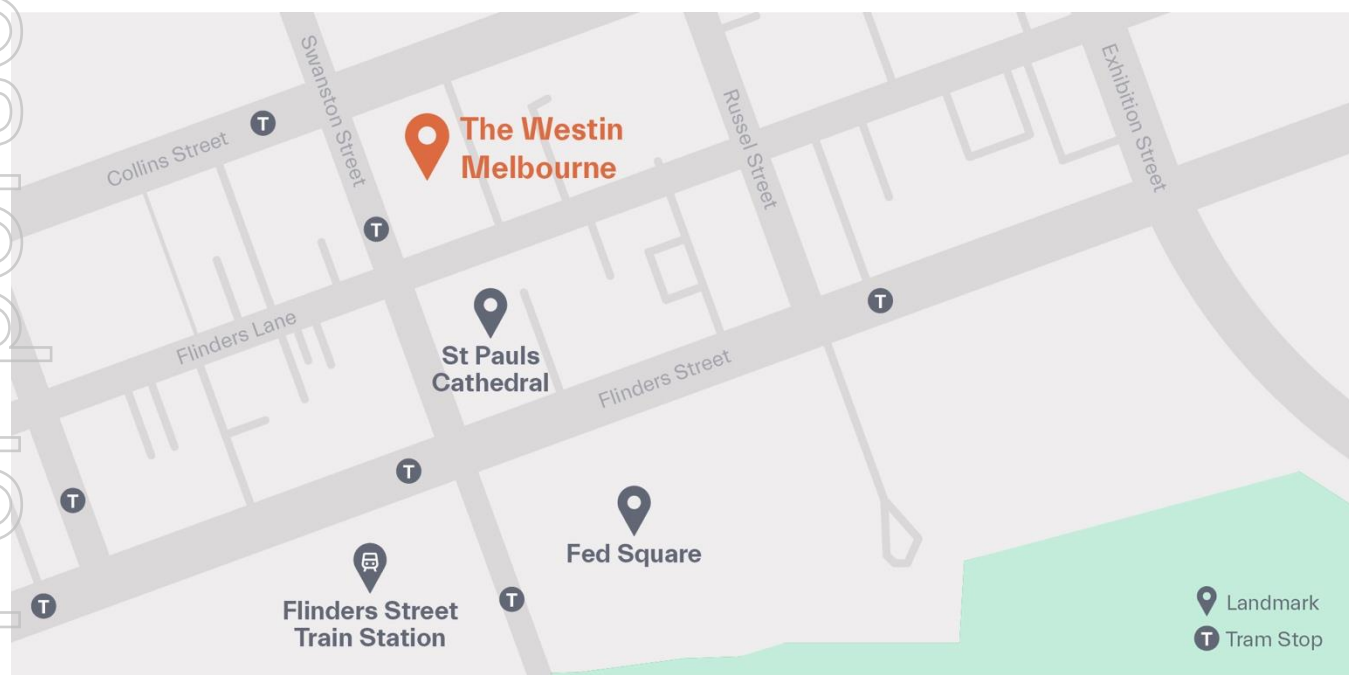 Swanston Street
Russel Street
Exhibition Street
Collins Street
T
The Westin
Melbourne
T
Flinders Lane
St Pauls
Cathedral
T
Flinders Street
T
T
Fed Square
Flinders Street
Train Station
T
T
Landmark
T Tram Stop